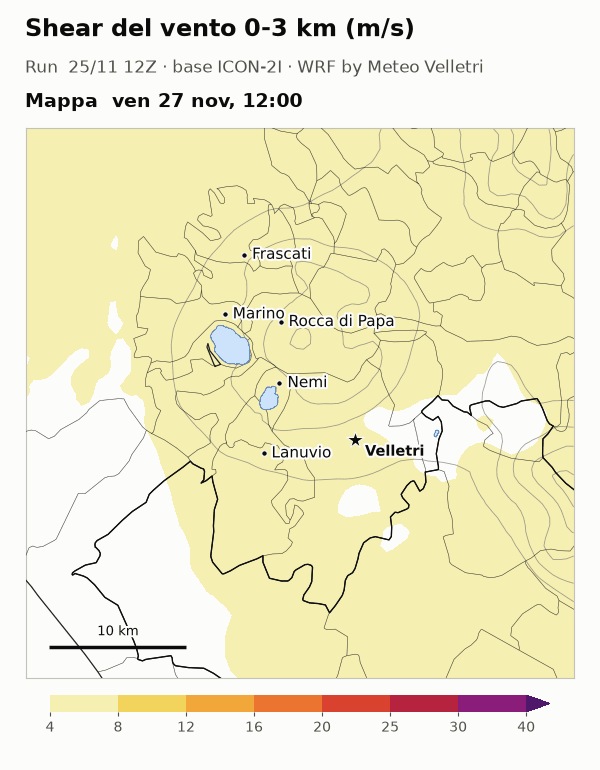 Shear del vento 0-3 km (m/s)
Run  25/11 12Z · base ICON-2I · WRF by Meteo Velletri
Mappa  ven 27 nov, 12:00
Frascati
Marino
Rocca di Papa
Nemi
Velletri
Lanuvio
10 km
4 8 12 16 20 25 30 40